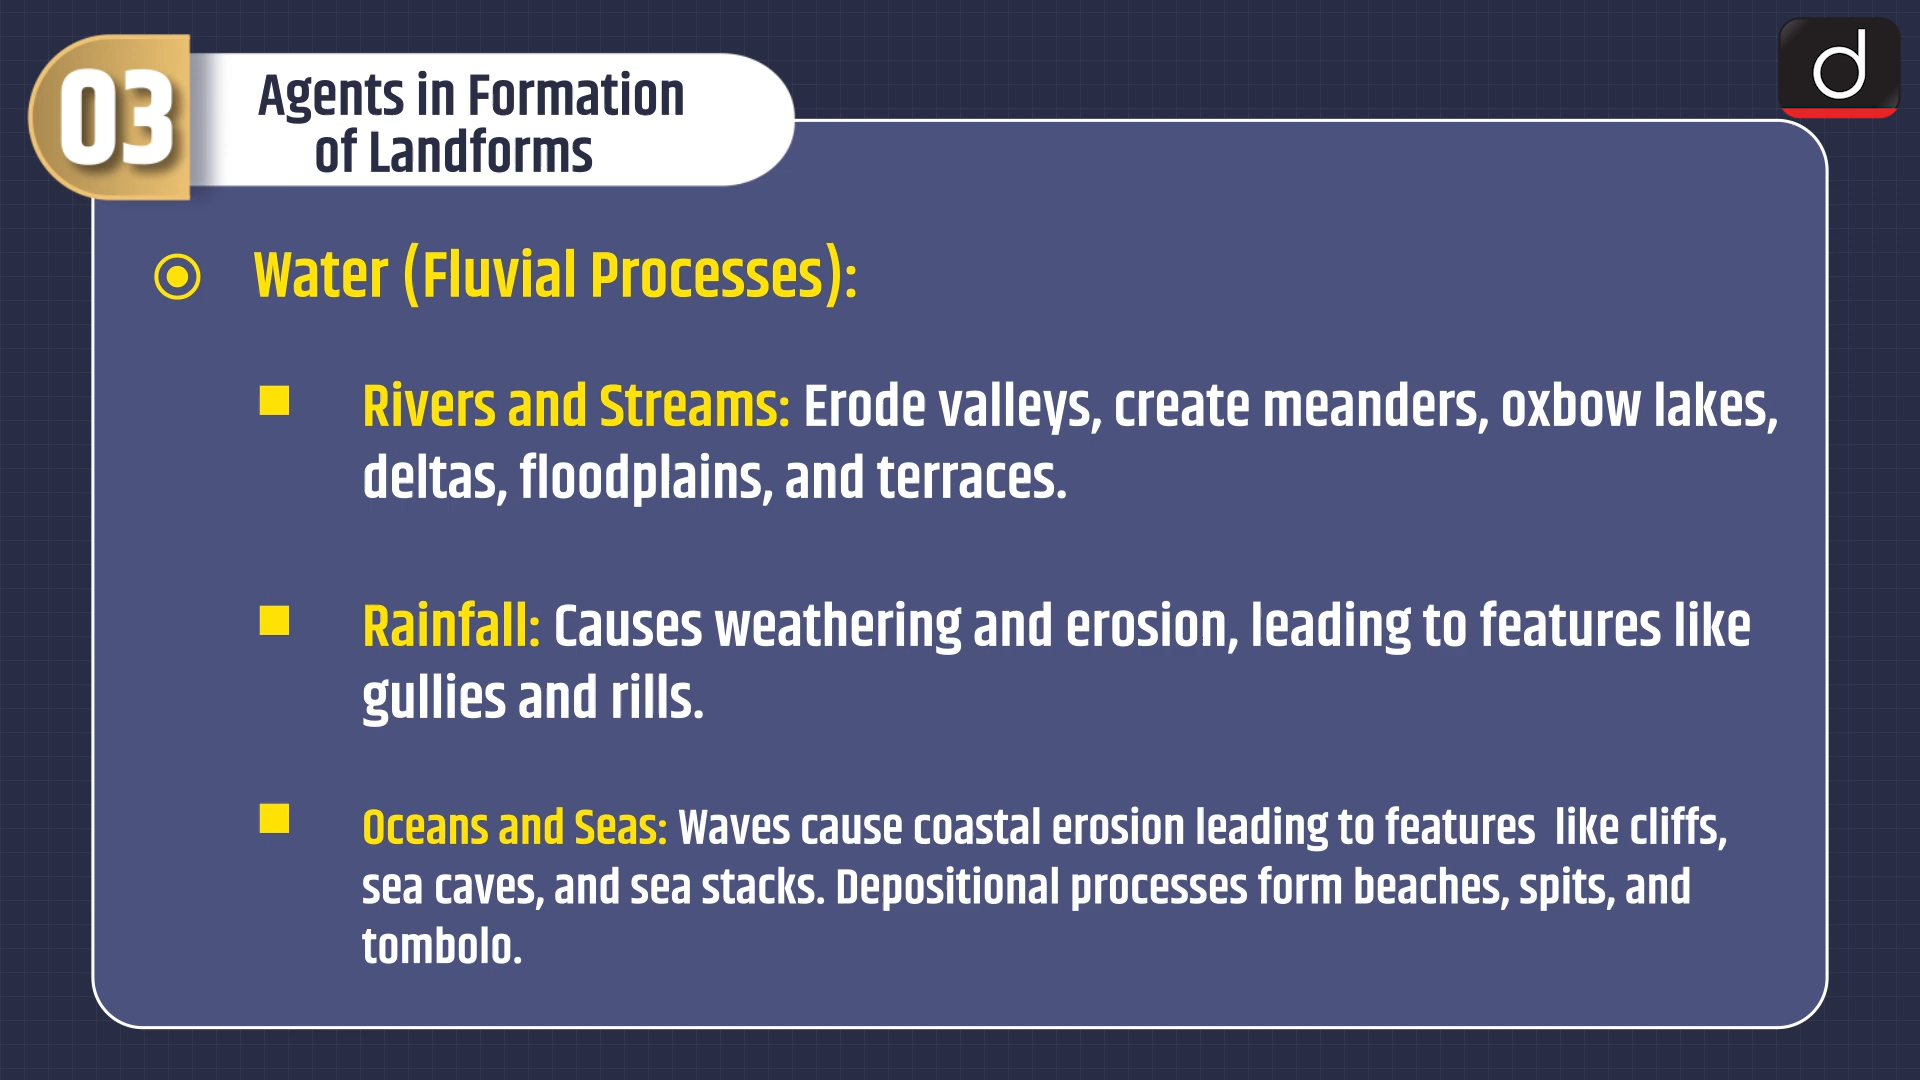 03
Agents in Formation
of Landforms
d
Water (Fluvial Processes):
Rivers and Streams: Erode valleys, create meanders, oxbow lakes,
deltas, floodplains, and terraces.
Rainfall: Causes weathering and erosion, leading to features like
gullies and rills.
Oceans and Seas: Waves cause coastal erosion leading to features  like cliffs,
sea caves, and sea stacks. Depositional processes form beaches, spits, and
tombolo.